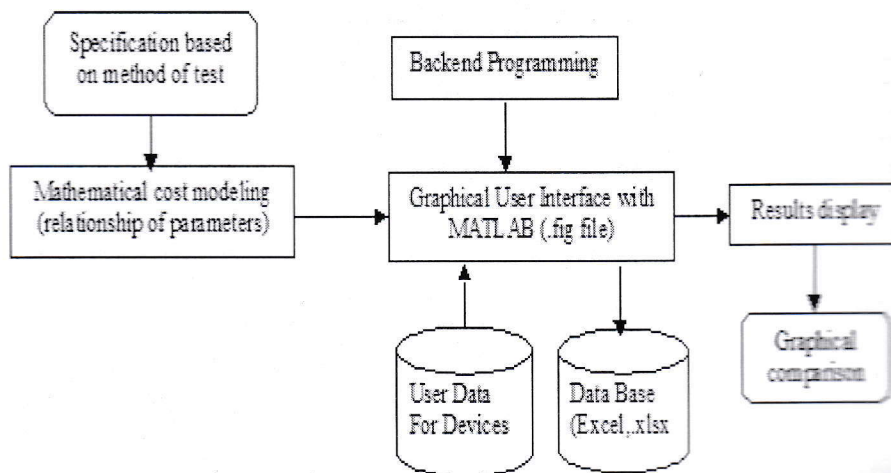 Specification based
on method of test
Backend Programming
Mathematical cost modeling
(relationship of parameters)
Graphical User Interface with
MATLAB (.fig file)
Results display
User Data
For Devices
Data Base
(Excel,.xlsx
Graphical
comparison